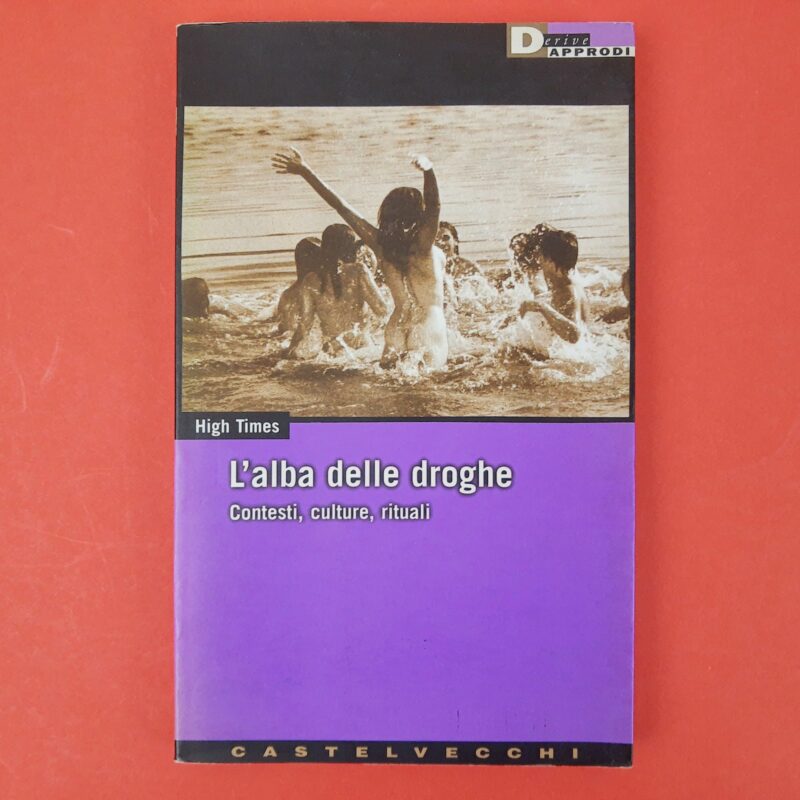 Derive
APPRODI
High Times
L'alba delle droghe
Contesti, culture, rituali
CASTELVECCHI